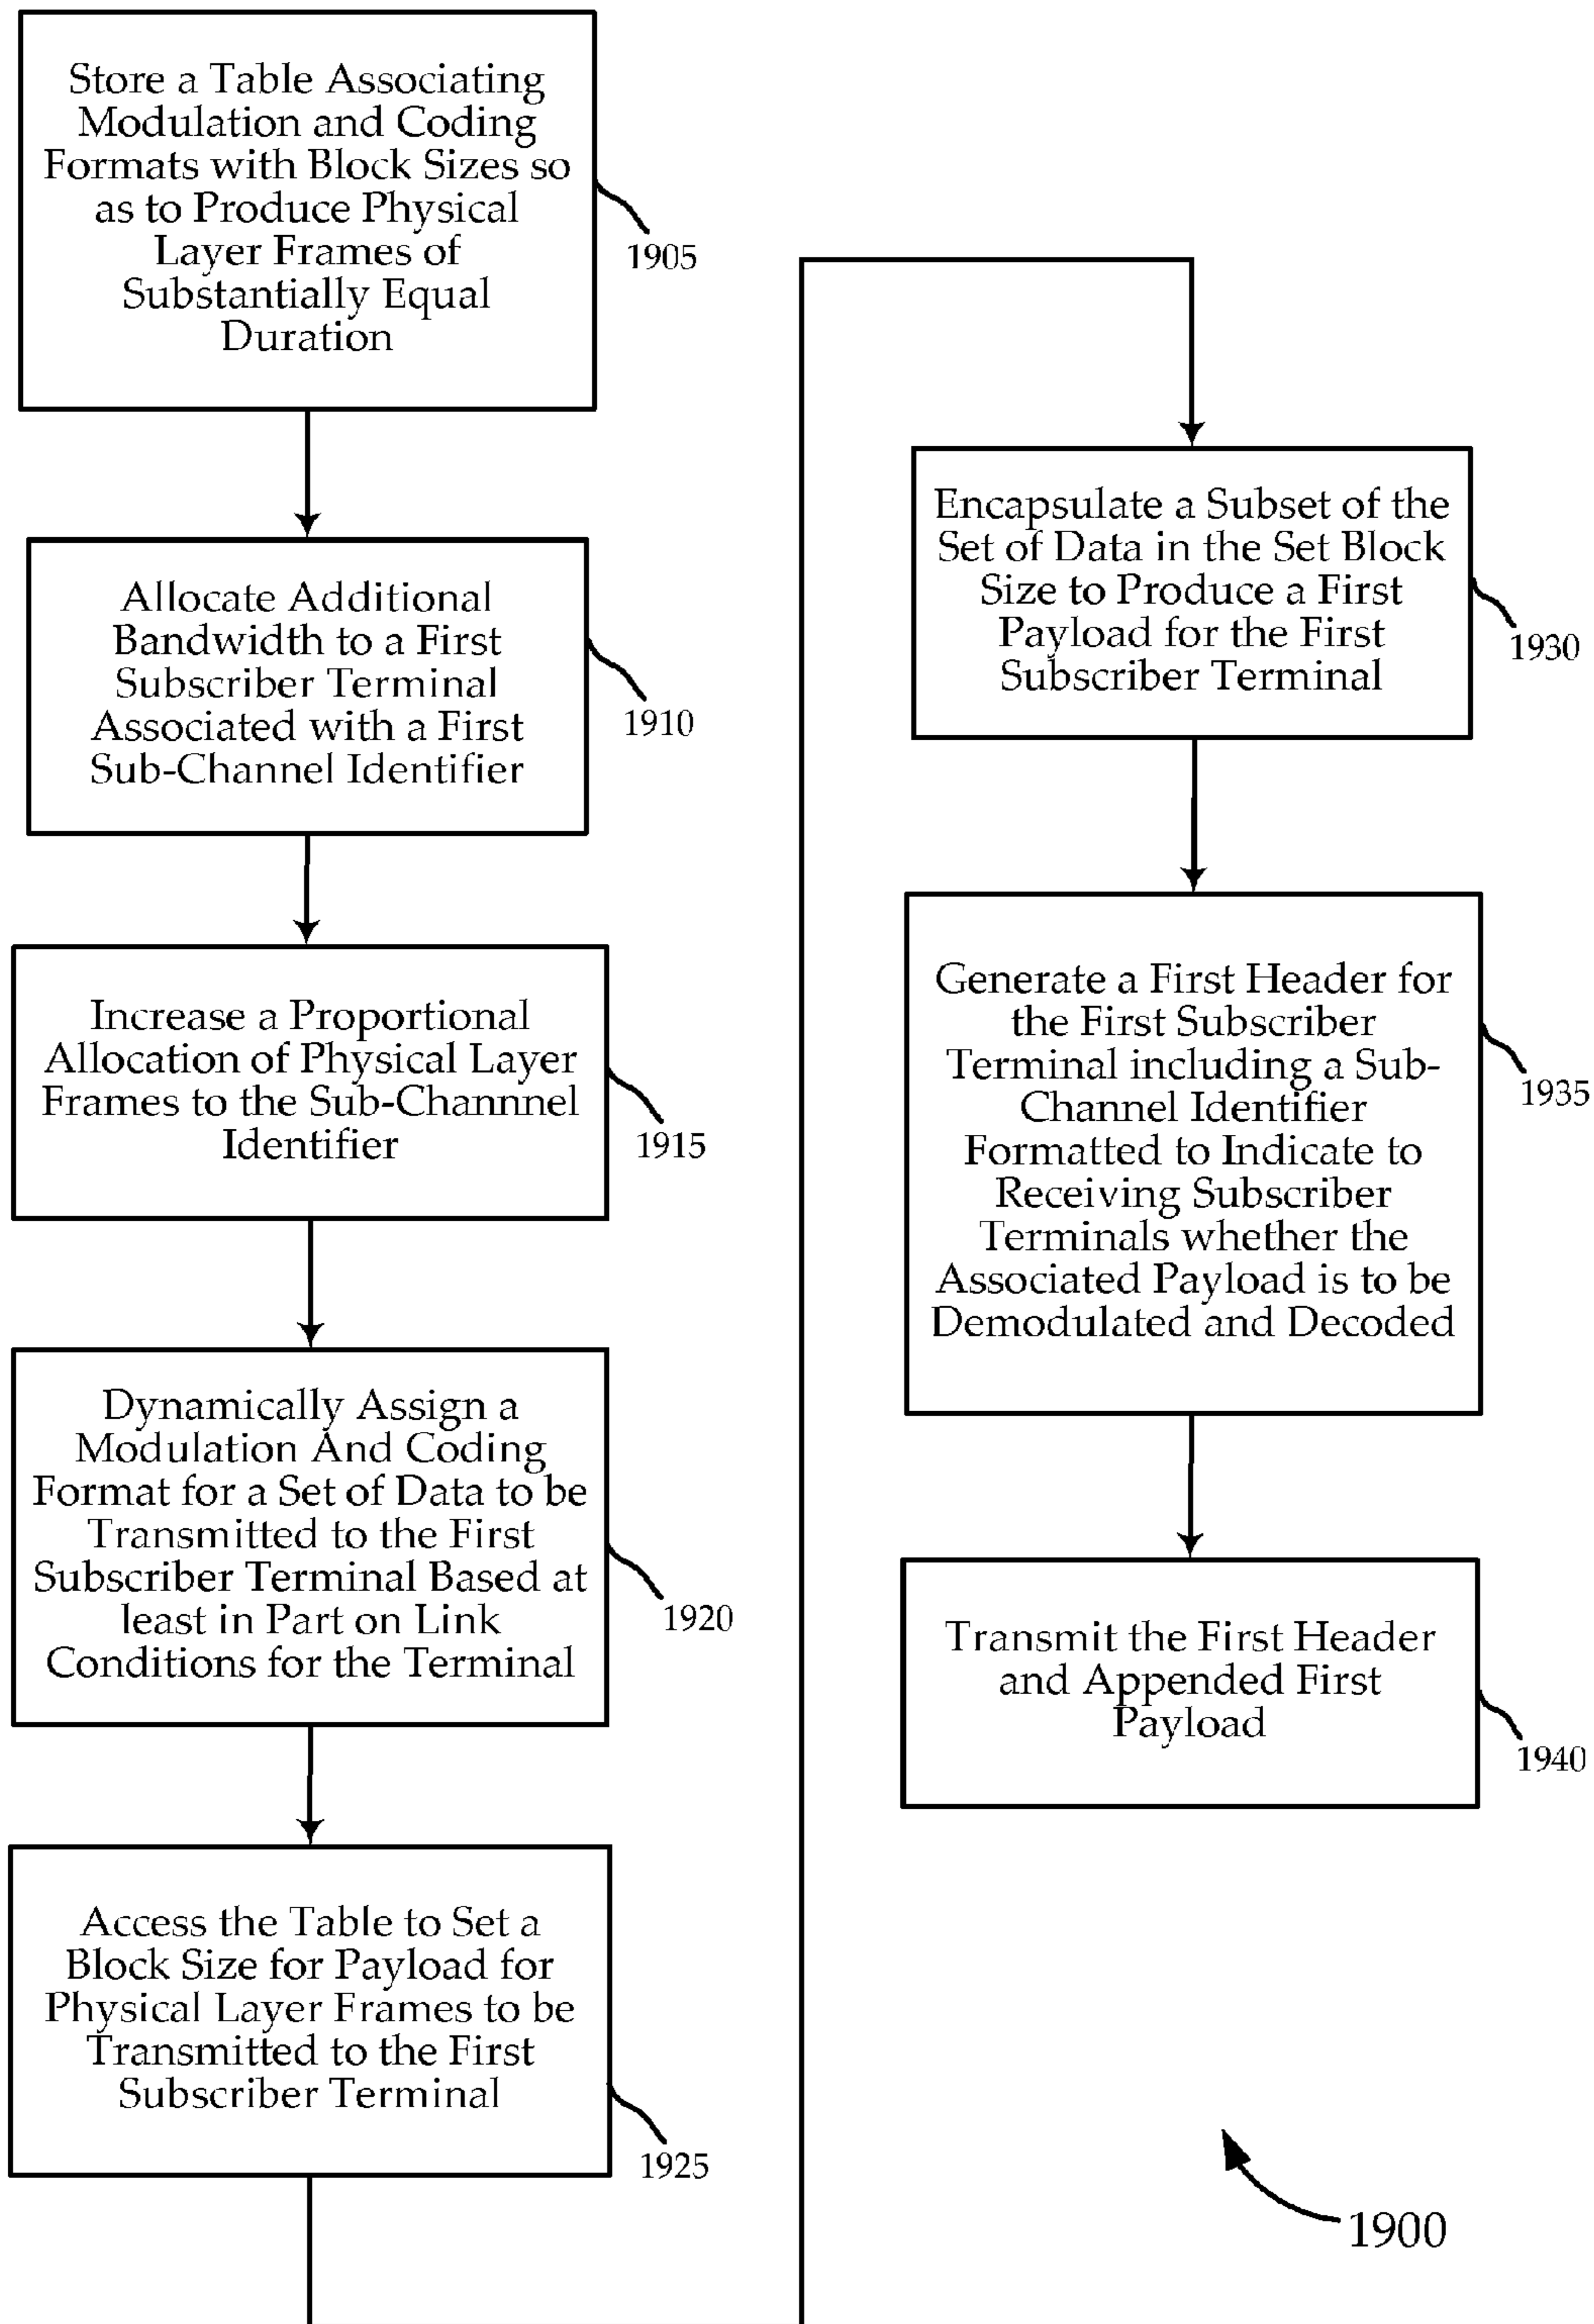 Store a Table Associating
Modulation and Coding
Formats with Block Sizes so
as to Produce Physical
Layer Frames of
Substantially Equal
Duration
1905
Allocate Additional
Bandwidth to a First
Subscriber Terminal
Associated with a First
Sub-Channel Identifier
1910
Increase a Proportional
Allocation of Physical Layer
Frames to the Sub-Channnel
Identifier
1915
Dynamically Assign a
Modulation And Coding
Format for a Set of Data to be
Transmitted to the First
Subscriber Terminal Based at
least in Part on Link
Conditions for the Terminal
1920
Access the Table to Set a
Block Size for Payload for
Physical Layer Frames to be
Transmitted to the First
Subscriber Terminal
1925
Encapsulate a Subset of the
Set of Data in the Set Block
Size to Produce a First
Payload for the First
Subscriber Terminal
1930
Generate a First Header for
the First Subscriber
Terminal including a Sub-
Channel Identifier
Formatted to Indicate to
Receiving Subscriber
Terminals whether the
Associated Payload is to be
Demodulated and Decoded
1935
Transmit the First Header
and Appended First
Payload
1940
1900